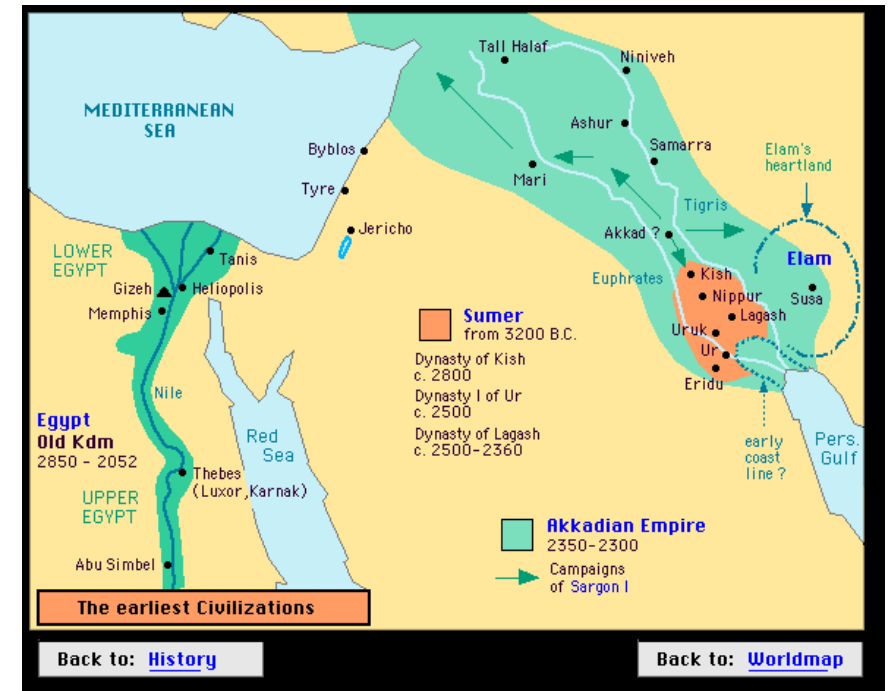 Tall Halaf
Niniveh
MEDITERRANEAN
SEA
Ashur
Byblos
Samarra
Elam's
heartland
Mari
Tyre
Tigris
Jericho
Akkad ?
LOWER
EGYPT
Tanis
Elam
Euphrates
Kish
Gizeh
Heliopolis
Nippur
Susa
Memphis
Sumer
from 3200 B.C.
Lagash
Uruk
Dynasty of Kish
c. 2800
Ur
Eridu
Dynasty I of Ur
c. 2500
Nile
Egypt
Old Kdm
2850 - 2052
Red
Sea
Dynasty of Lagash
c. 2500-2360
early
coast
line ?
Pers.
Gulf
Thebes
(Luxor,Karnak)
UPPER
EGYPT
Akkadian Empire
2350-2300
Abu Simbel
Campaigns
of Sargon I
The earliest Civilizations
Back to: History
Back to: Worldmap